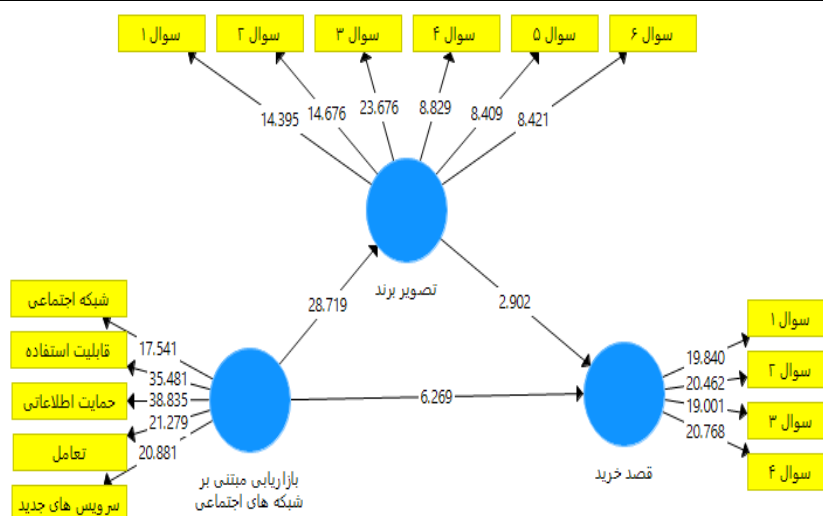 سوال ۱
سوال ۲
سوال ۳
سوال ۴
سوال ۵
سوال ۶
14.395
14.676
23.676
8.829
8.409
8.421
تصویر برند
28.719
2.902
شبکه اجتماعی
قابلیت استفاده
حمایت اطلاعاتی
تعامل
سرویس های جدید
17.541
35.481
38.835
21.279
20.881
بازاریابی مبتنی بر
شبکه های اجتماعی
6.269
قصد خرید
19.840
20.462
19.001
20.768
سوال ۱
سوال ۲
سوال ۳
سوال ۴